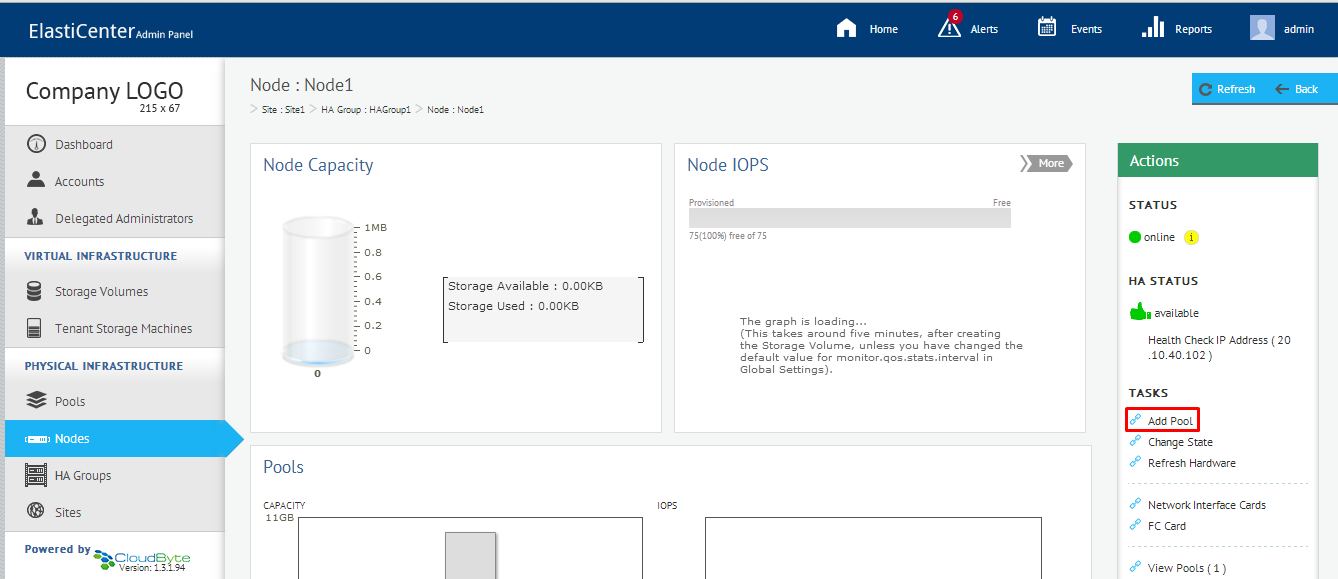 ElastiCenter Admin Panel
Home
6
Alerts
Events
Reports
admin
Company LOGO
215 x 67
Dashboard
Accounts
Delegated Administrators
VIRTUAL INFRASTRUCTURE
Storage Volumes
Tenant Storage Machines
PHYSICAL INFRASTRUCTURE
Pools
Nodes
HA Groups
Sites
Powered by CloudByte
Version: 1.3.1.94
Node : Node1
> Site : Site1 > HA Group : HAGroup1 > Node : Node1
Refresh
Back
Node Capacity
1MB
0.8
0.6
0.4
0.2
0
0
Storage Available : 0.00KB
Storage Used : 0.00KB
Node IOPS
More
Provisioned
Free
75(100%) free of 75
The graph is loading...
(This takes around five minutes, after creating
the Storage Volume, unless you have changed the
default value for monitor.qos.stats.interval in
Global Settings).
Pools
CAPACITY
11GB
IOPS
Actions
STATUS
online
i
HA STATUS
available
Health Check IP Address ( 20
.10.40.102 )
TASKS
Add Pool
Change State
Refresh Hardware
Network Interface Cards
FC Card
View Pools ( 1 )